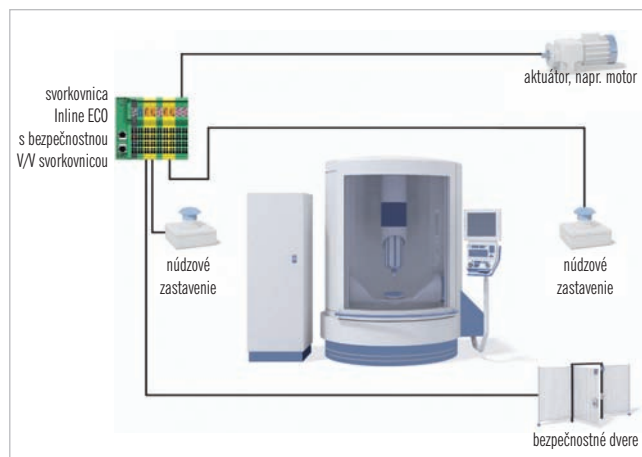 aktuátor, napr. motor
svorkovnica
Inline ECO
s bezpečnostnou
V/V svorkovnicou
núdzové
zastavenie
núdzové
zastavenie
bezpečnostné dvere